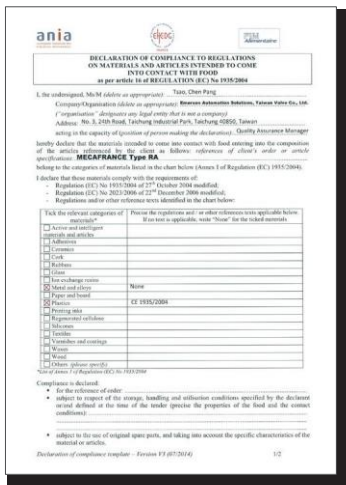 ania
EHEDG
PFM
Alimentaire
DECLARATION OF COMPLIANCE TO REGULATIONS
ON MATERIALS AND ARTICLES INTENDED TO COME
INTO CONTACT WITH FOOD
as per article 16 of REGULATION (EC) No 1935/2004
I, the undersigned, Ms/M (delete as appropriate): Tsao, Chen Pang
Company/Organisation (delete as appropriate): Emerson Automation Solutions, Taiwan Valve Co., Ltd.
("organisation" designates any legal entity that is not a company)
Address: No. 3, 24th Road, Taichung Industrial Park, Taichung 40850, Taiwan
acting in the capacity of (position of person making the declaration): Quality Assurance Manager
hereby declare that the materials intended to come into contact with food entering into the composition
of the articles referenced by the client as follows: references of client's order or article
specifications: MECAFRANCE Type RA
belong to the categories of materials listed in the chart below (Annex I of Regulation (EC) 1935/2004).
I declare that these materials comply with the requirements of:
- Regulation (EC) No 1935/2004 of 27th October 2004 modified;
- Regulation (EC) No 2023/2006 of 22nd December 2006 modified;
- Regulations and/or other reference texts identified in the chart below:
Tick the relevant categories of materials* Precise the regulations and / or other references texts applicable below
If no text is applicable, write "None" for the ticked materials
Active and intelligent
materials and articles
Adhesives
Ceramics
Cork
Rubbers
Glass
Ion exchange resins
Metal and alloys None
Paper and board
Plastics CE 1935/2004
Printing inks
Regenerated cellulose
Silicones
Textiles
Varnishes and coatings
Waxes
Wood
Others (please specify)
*List of Annex I of Regulation (EC) No 1935/2004
Compliance is declared:
• for the reference of order
• subject to respect of the storage, handling and utilisation conditions specified by the declarant
or/and defined at the time of the tender (precise the properties of the food and the contact
conditions):
• subject to the use of original spare parts, and taking into account the specific characteristics of the
material or articles.
Declaration of compliance template – Version V3 (07/2014) 1/2